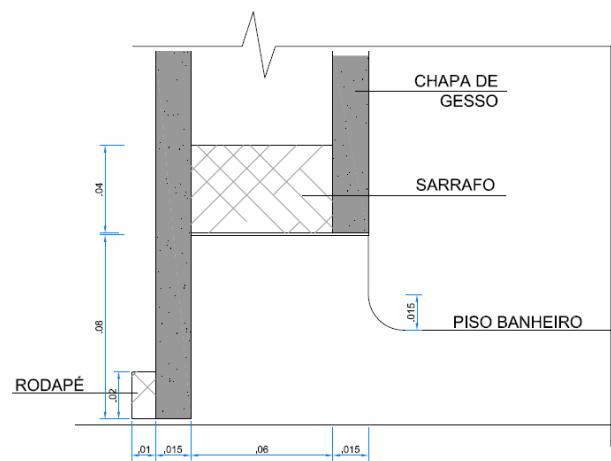 CHAPA DE
GESSO
.04
SARRAFO
.015
PISO BANHEIRO
.08
RODAPÉ
.02
.01
.015
.06
.015